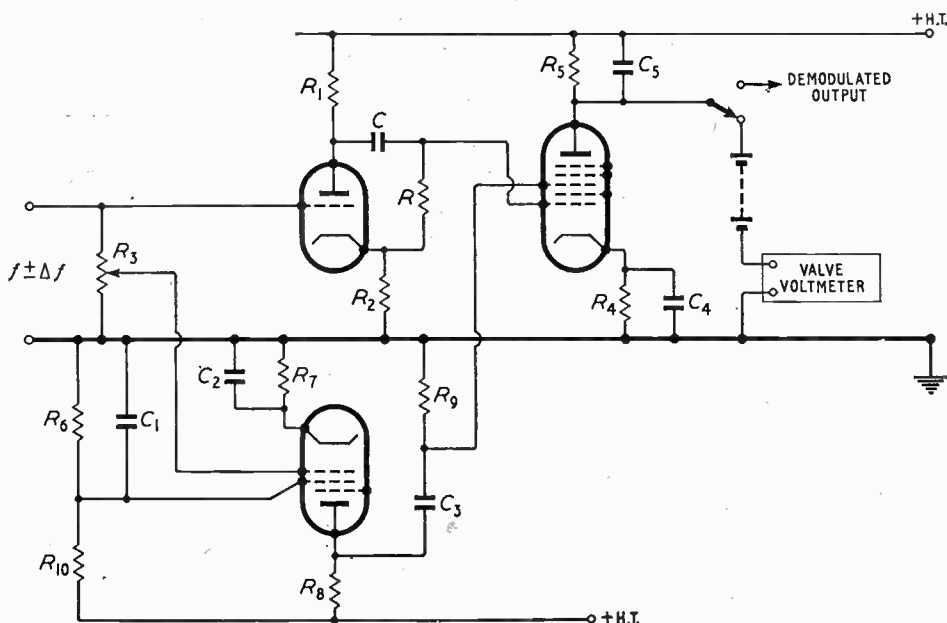 +H.T.
R1
R5
C5
DEMODULATED
OUTPUT
C
R
R3
f ± Δf
R2
R4
C4
VALVE
VOLTMETER
C2
R7
R9
R6
C1
C3
R10
R8
+H.T.